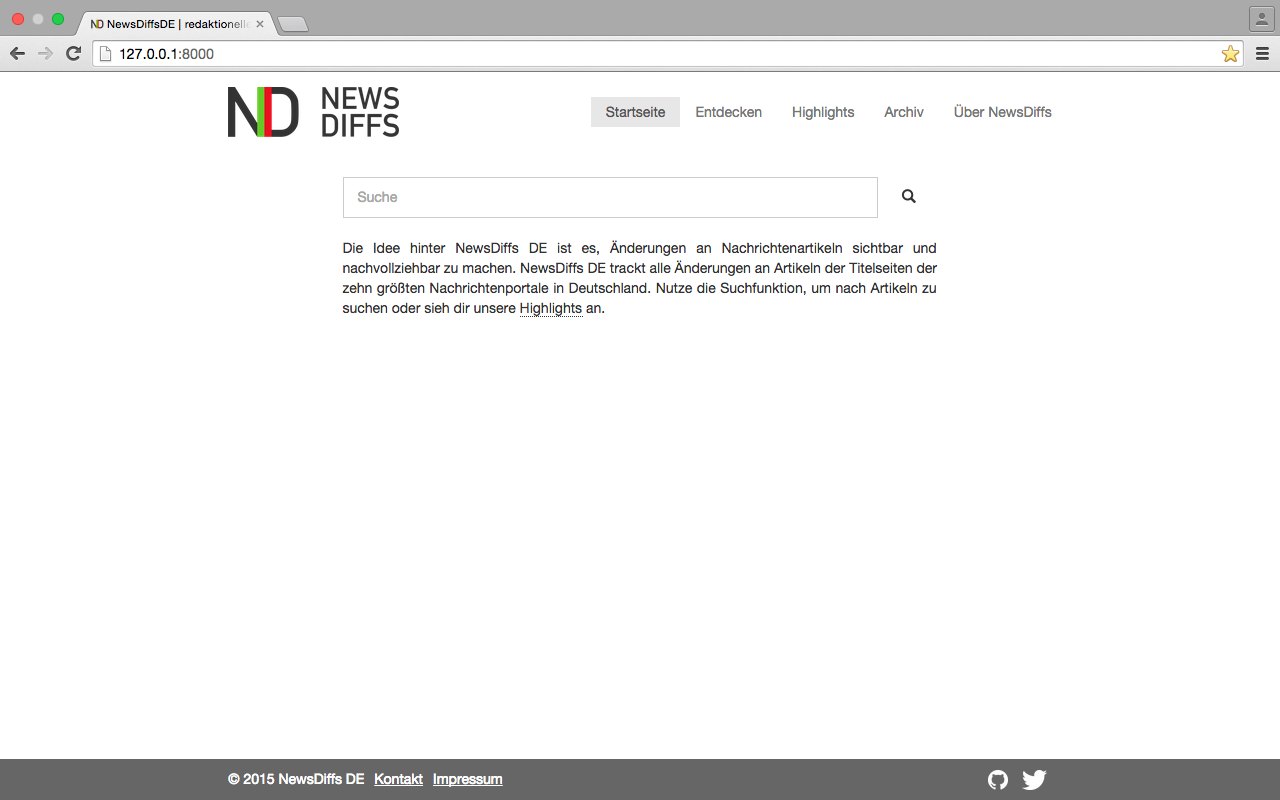 ND NewsDiffsDE | redaktionelle
127.0.0.1:8000
ND NEWS
DIFFS
Startseite Entdecken Highlights Archiv Über NewsDiffs
Suche
Die Idee hinter NewsDiffs DE ist es, Änderungen an Nachrichtenartikeln sichtbar und
nachvollziehbar zu machen. NewsDiffs DE trackt alle Änderungen an Artikeln der Titelseiten der
zehn größten Nachrichtenportale in Deutschland. Nutze die Suchfunktion, um nach Artikeln zu
suchen oder sieh dir unsere Highlights an.
© 2015 NewsDiffs DE Kontakt Impressum